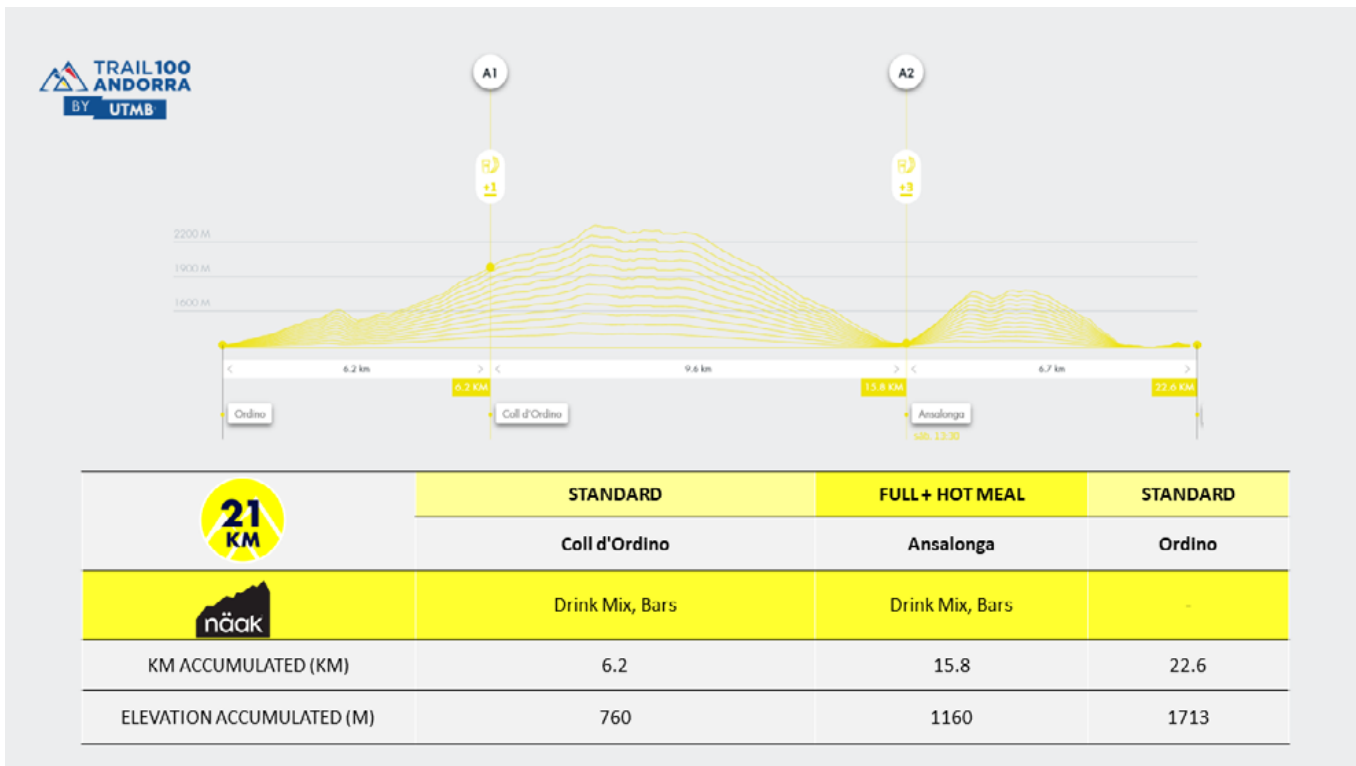 TRAIL 100
ANDORRA
BY UTMB
A1
A2
+1
+3
2200 M
1900 M
1600 M
6.2 km
9.6 km
6.7 km
6.2 KM
15.8 KM
22.6 KM
Ordino
Coll d'Ordino
Ansalonga
sáb. 13:30
21
KM
STANDARD
FULL + HOT MEAL
STANDARD
Coll d'Ordino
Ansalonga
Ordino
näak
Drink Mix, Bars
Drink Mix, Bars
-
KM ACCUMULATED (KM)
6.2
15.8
22.6
ELEVATION ACCUMULATED (M)
760
1160
1713